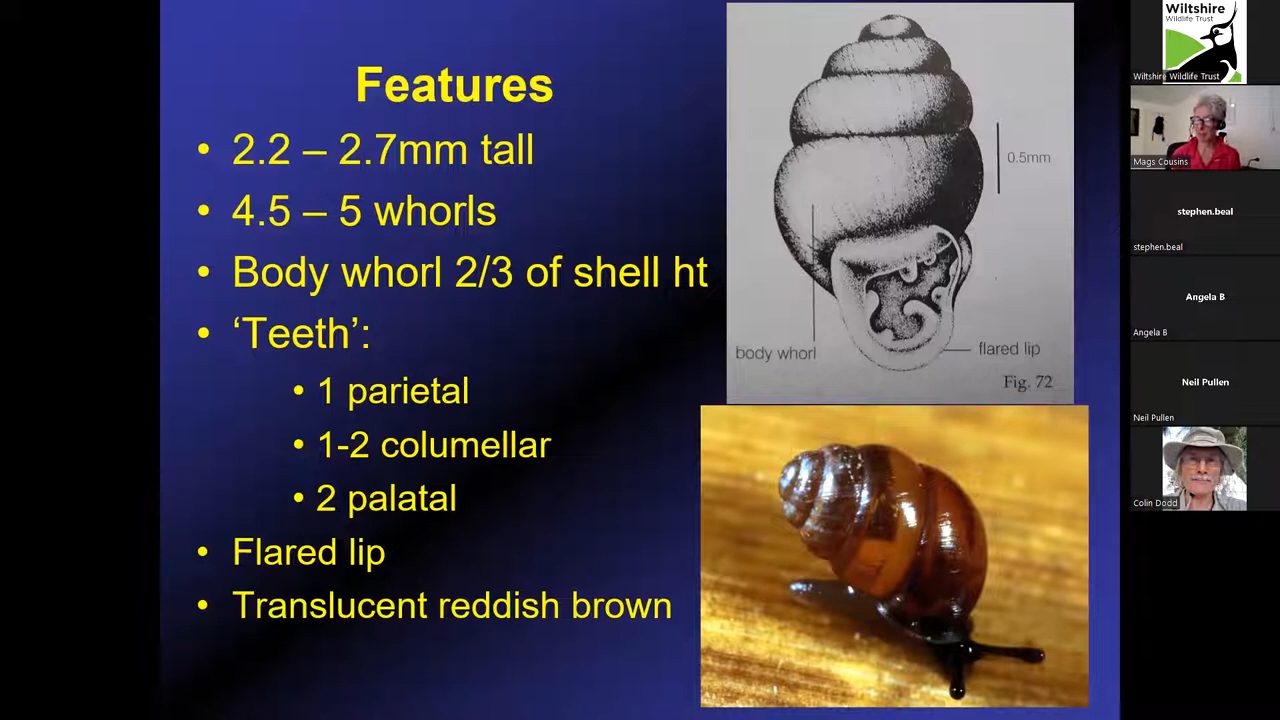 Features
• 2.2 – 2.7mm tall
• 4.5 – 5 whorls
• Body whorl 2/3 of shell ht
• ‘Teeth’:
• 1 parietal
• 1-2 columellar
• 2 palatal
• Flared lip
• Translucent reddish brown
0.5mm
body whorl
flared lip
Fig. 72
Wiltshire
Wildlife Trust
Wiltshire Wildlife Trust
Mags Cousins
stephen.beal
stephen.beal
Angela B
Angela B
Neil Pullen
Neil Pullen
Colin Dodd